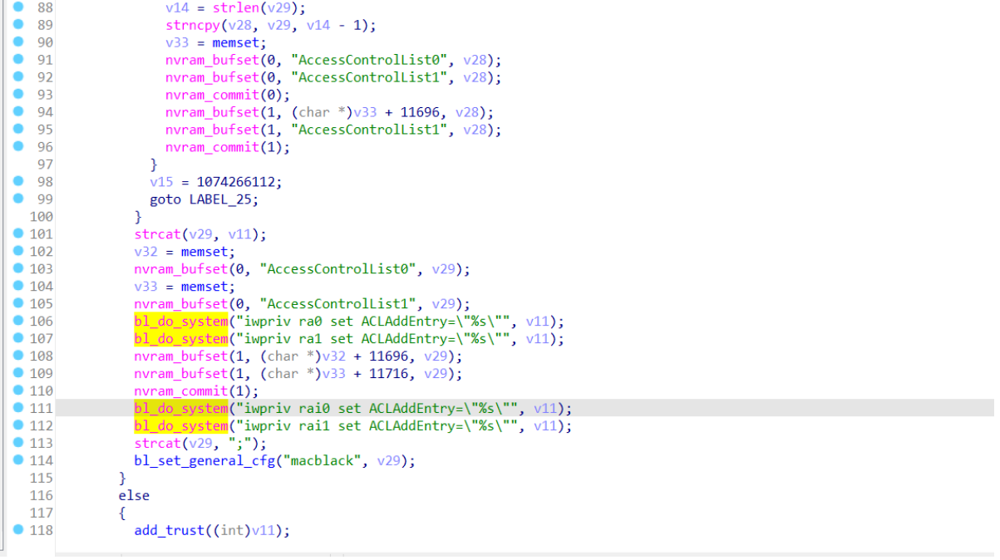 88 v14 = strlen(v29);
89 strncpy(v28, v29, v14 - 1);
90 v33 = memset;
91 nvram_bufset(0, "AccessControlList0", v28);
92 nvram_bufset(0, "AccessControlList1", v28);
93 nvram_commit(0);
94 nvram_bufset(1, (char *)v33 + 11696, v28);
95 nvram_bufset(1, "AccessControlList1", v28);
96 nvram_commit(1);
97 }
98 v15 = 1074266112;
99 goto LABEL_25;
100 }
101 strcat(v29, v11);
102 v32 = memset;
103 nvram_bufset(0, "AccessControlList0", v29);
104 v33 = memset;
105 nvram_bufset(0, "AccessControlList1", v29);
106 bl_do_system("iwpriv ra0 set ACLAddEntry=\"%s\"", v11);
107 bl_do_system("iwpriv ra1 set ACLAddEntry=\"%s\"", v11);
108 nvram_bufset(1, (char *)v32 + 11696, v29);
109 nvram_bufset(1, (char *)v33 + 11716, v29);
110 nvram_commit(1);
111 bl_do_system("iwpriv rai0 set ACLAddEntry=\"%s\"", v11);
112 bl_do_system("iwpriv rai1 set ACLAddEntry=\"%s\"", v11);
113 strcat(v29, ";");
114 bl_set_general_cfg("macblack", v29);
115 }
116 else
117 {
118 add_trust((int)v11);